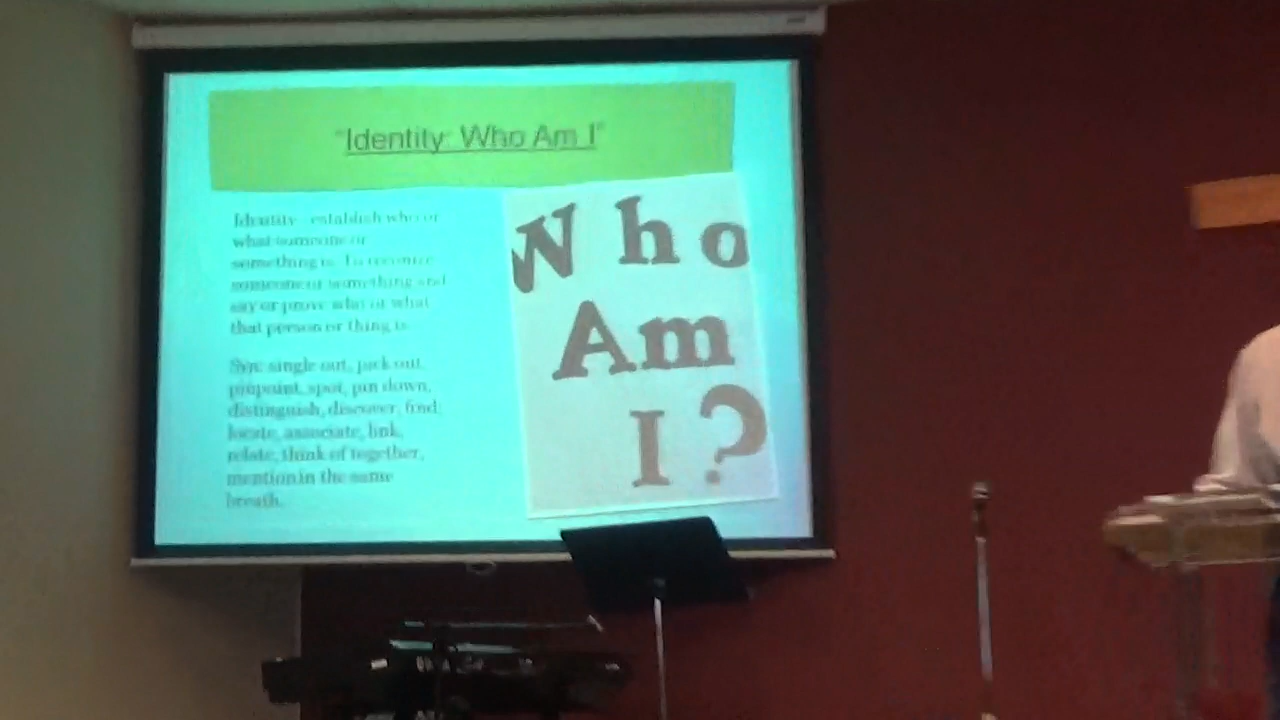 "Identity: Who Am I"
Identity - establish who or
what someone or
something is. To recognize
someone or something and
say or prove who or what
that person or thing is.
Syn: single out, pick out,
pinpoint, spot, pin down,
distinguish, discover, find;
locate, associate, link,
relate, think of together,
mention in the same
breath.
Who
Am
I?